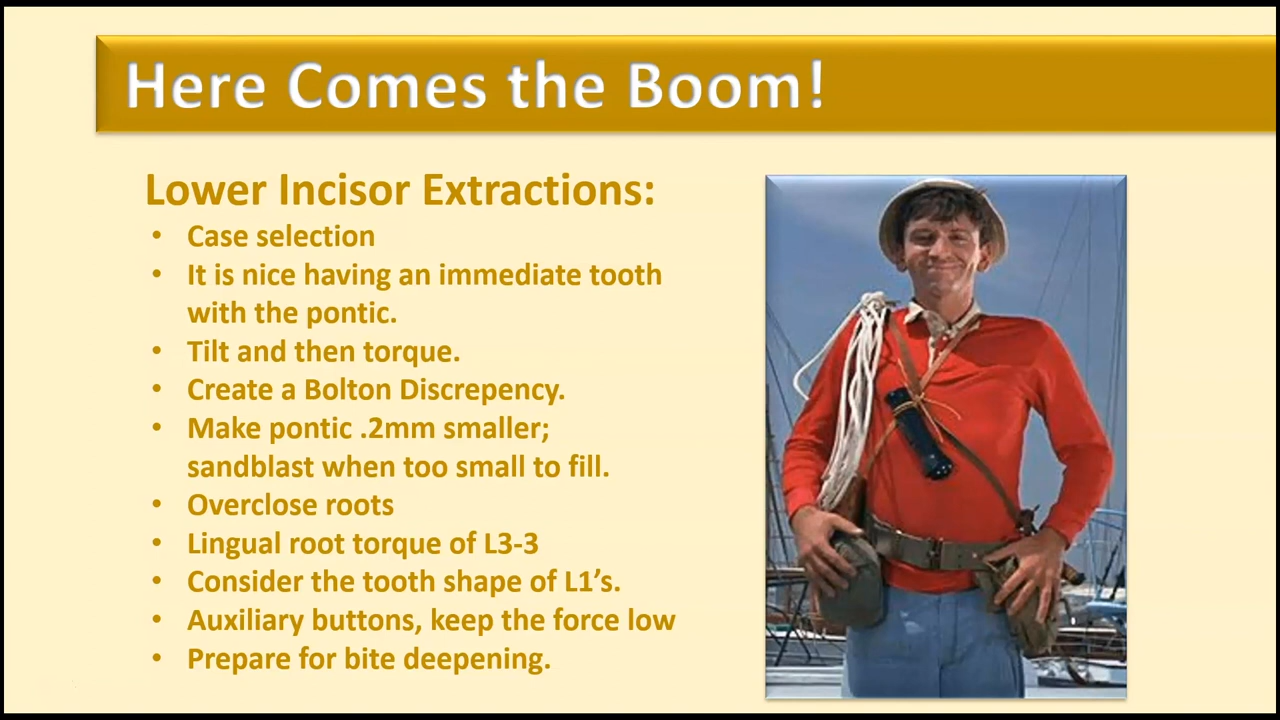 Here Comes the Boom!
Lower Incisor Extractions:
• Case selection
• It is nice having an immediate tooth
with the pontic.
• Tilt and then torque.
• Create a Bolton Discrepency.
• Make pontic .2mm smaller;
sandblast when too small to fill.
• Overclose roots
• Lingual root torque of L3-3
• Consider the tooth shape of L1's.
• Auxiliary buttons, keep the force low
• Prepare for bite deepening.